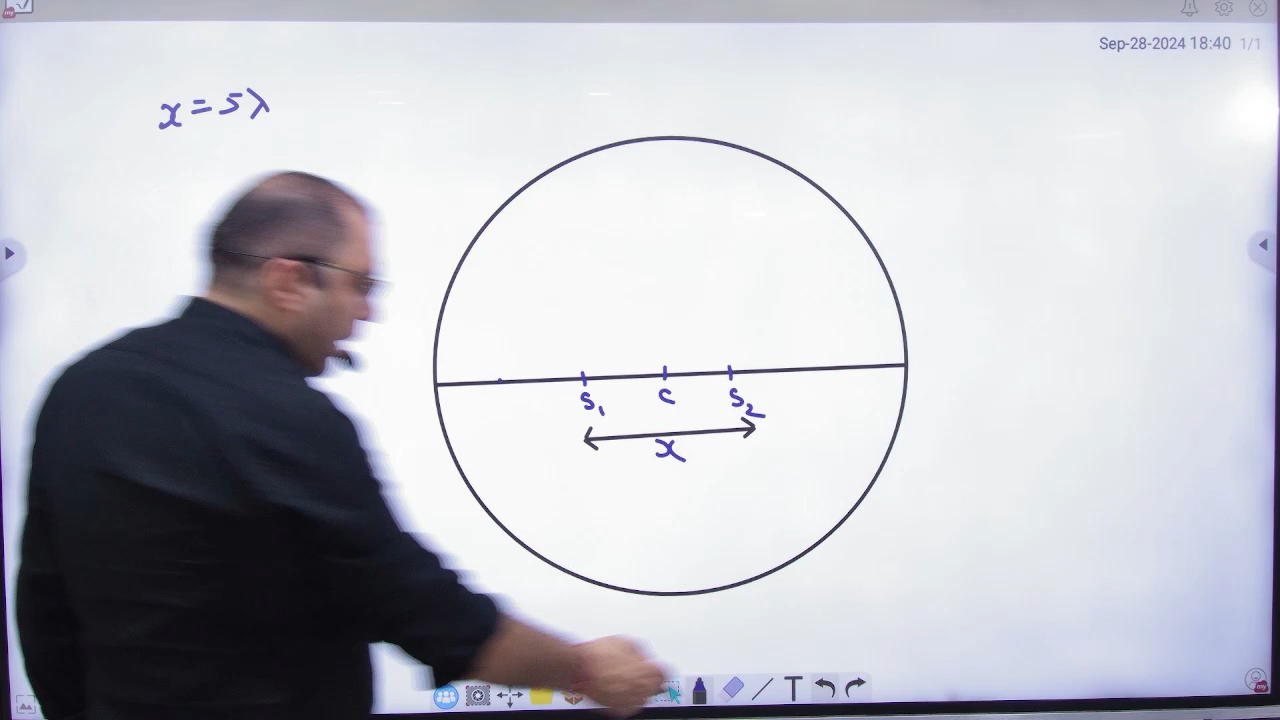 Sep-28-2024 18:40 1/1
x = 5λ
S₁ C S₂
x
T